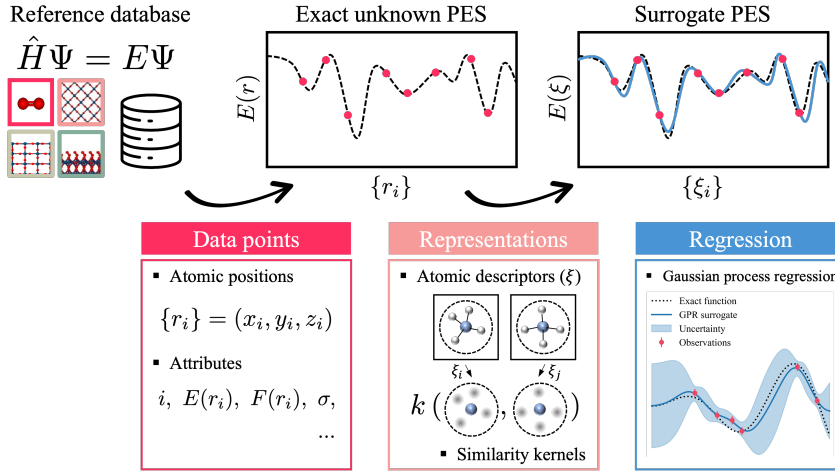 Reference database
ĤΨ = EΨ
Exact unknown PES
E(r)
{r_i}
Surrogate PES
E(ξ)
{ξ_i}
Data points
▪ Atomic positions
{r_i} = (x_i, y_i, z_i)
▪ Attributes
i, E(r_i), F(r_i), σ,
...
Representations
▪ Atomic descriptors (ξ)
ξ_i
ξ_j
k ( , )
▪ Similarity kernels
Regression
▪ Gaussian process regression
Exact function
GPR surrogate
Uncertainty
Observations